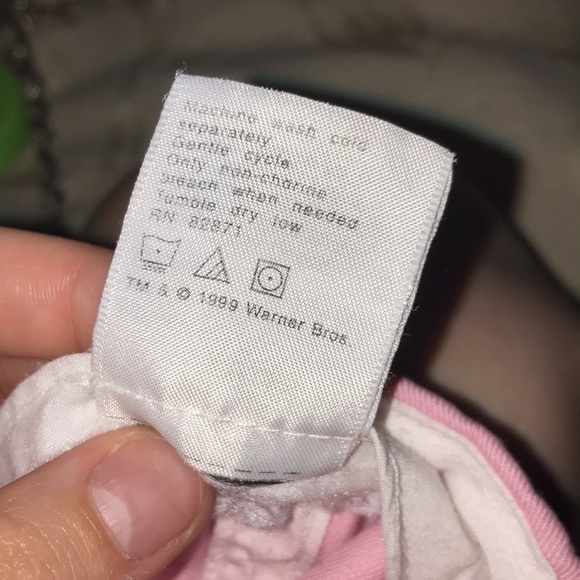 Machine wash cold
separately
Gentle cycle
Only non-chorine
bleach when needed
Tumble dry low
RN 82871
TM & © 1999 Warner Bros.